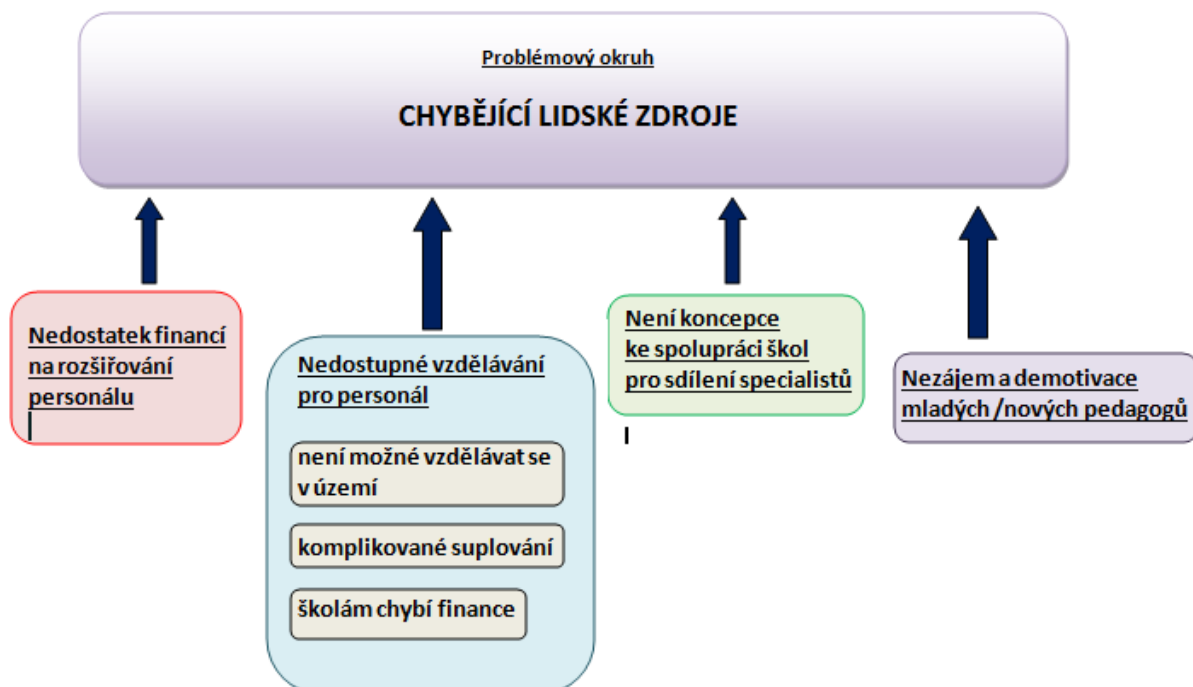 Problémový okruh
CHYBĚJÍCÍ LIDSKÉ ZDROJE
Nedostatek financí
na rozšiřování
personálu
Nedostupné vzdělávání
pro personál
není možné vzdělávat se
v území
komplikované suplování
školám chybí finance
Není koncepce
ke spolupráci škol
pro sdílení specialistů
Nezájem a demotivace
mladých /nových pedagogů